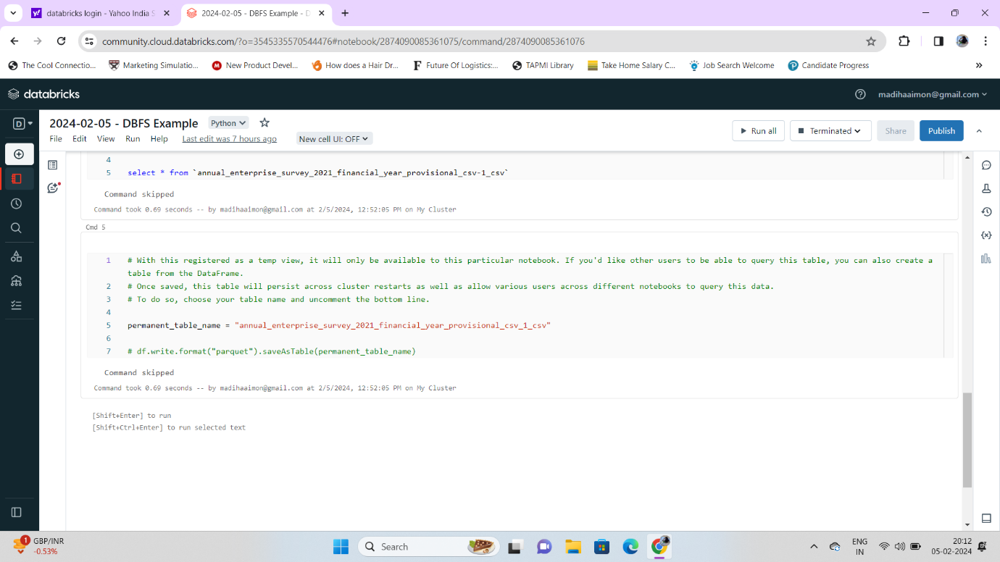 databricks login - Yahoo India S
2024-02-05 - DBFS Example - D
community.cloud.databricks.com/?o=3545335570544476#notebook/2874090085361075/command/2874090085361076
The Cool Connectio...
Marketing Simulatio...
New Product Devel...
How does a Hair Dr...
Future Of Logistics:...
TAPMI Library
Take Home Salary C...
Job Search Welcome
Candidate Progress
databricks
madihaaimon@gmail.com
D
2024-02-05 - DBFS Example
Python
File Edit View Run Help Last edit was 7 hours ago New cell UI: OFF
Run all
Terminated
Share
Publish
4
5 select * from `annual_enterprise_survey_2021_financial_year_provisional_csv-1_csv`
Command skipped
Command took 0.69 seconds -- by madihaaimon@gmail.com at 2/5/2024, 12:52:05 PM on My Cluster
Cmd 5
1 # With this registered as a temp view, it will only be available to this particular notebook. If you'd like other users to be able to query this table, you can also create a
table from the DataFrame.
2 # Once saved, this table will persist across cluster restarts as well as allow various users across different notebooks to query this data.
3 # To do so, choose your table name and uncomment the bottom line.
4
5 permanent_table_name = "annual_enterprise_survey_2021_financial_year_provisional_csv_1_csv"
6
7 # df.write.format("parquet").saveAsTable(permanent_table_name)
Command skipped
Command took 0.69 seconds -- by madihaaimon@gmail.com at 2/5/2024, 12:52:05 PM on My Cluster
[Shift+Enter] to run
[Shift+Ctrl+Enter] to run selected text
1
GBP/INR
-0.53%
Search
ENG
IN
20:12
05-02-2024